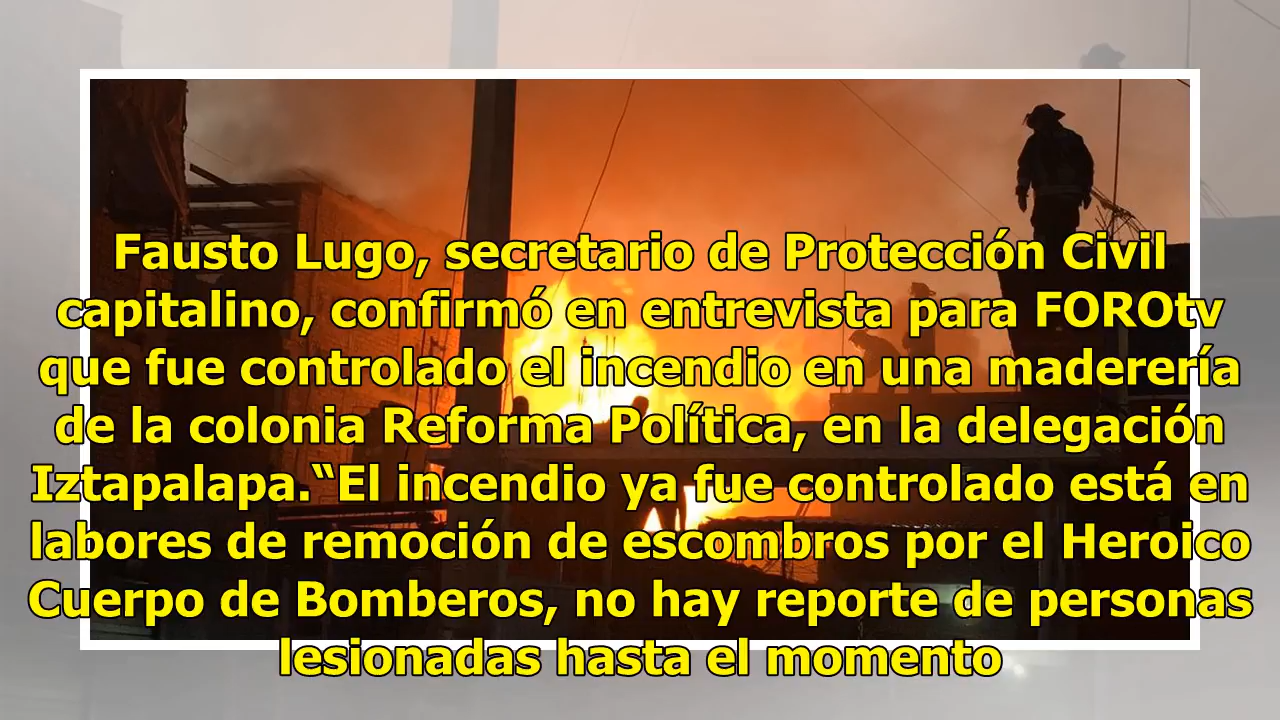 Fausto Lugo, secretario de Protección Civil
capitalino, confirmó en entrevista para FOROtv
que fue controlado el incendio en una maderería
de la colonia Reforma Política, en la delegación
Iztapalapa.“El incendio ya fue controlado está en
labores de remoción de escombros por el Heroico
Cuerpo de Bomberos, no hay reporte de personas
lesionadas hasta el momento